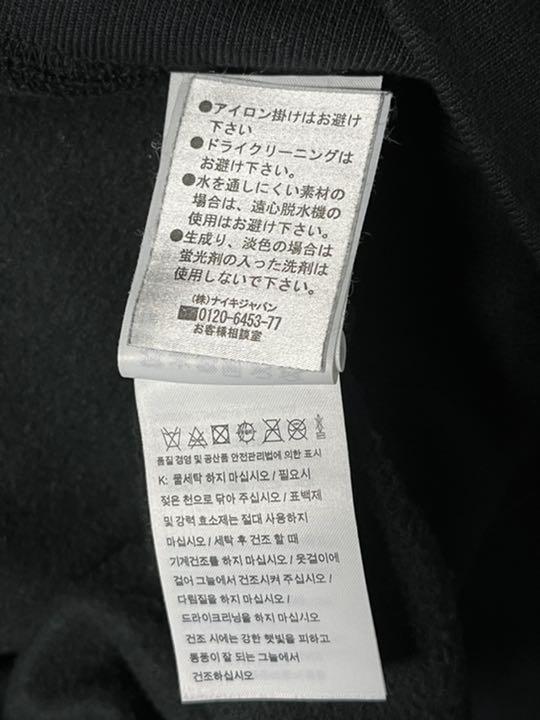 ●アイロン掛けはお避け
下さい
●ドライクリーニングは
お避け下さい。
●水を通しにくい素材の
場合は、遠心脱水機の
使用はお避け下さい。
●生成り、淡色の場合は
蛍光剤の入った洗剤は
使用しないで下さい。
(株)ナイキジャパン
0120-6453-77
お客様相談室
품질 경영 및 공산품 안전관리법에 의한 표시
K: 물세탁 하지 마십시오 / 필요시
젖은 천으로 닦아 주십시오 / 표백제
및 강력 효소제는 절대 사용하지
마십시오 / 세탁 후 건조 할 때
기계건조를 하지 마십시오 / 옷걸이에
걸어 그늘에서 건조시켜 주십시오 /
다림질을 하지 마십시오 /
드라이크리닝을 하지 마십시오
건조 시에는 강한 햇빛을 피하고
통풍이 잘 되는 그늘에서
건조하십시오